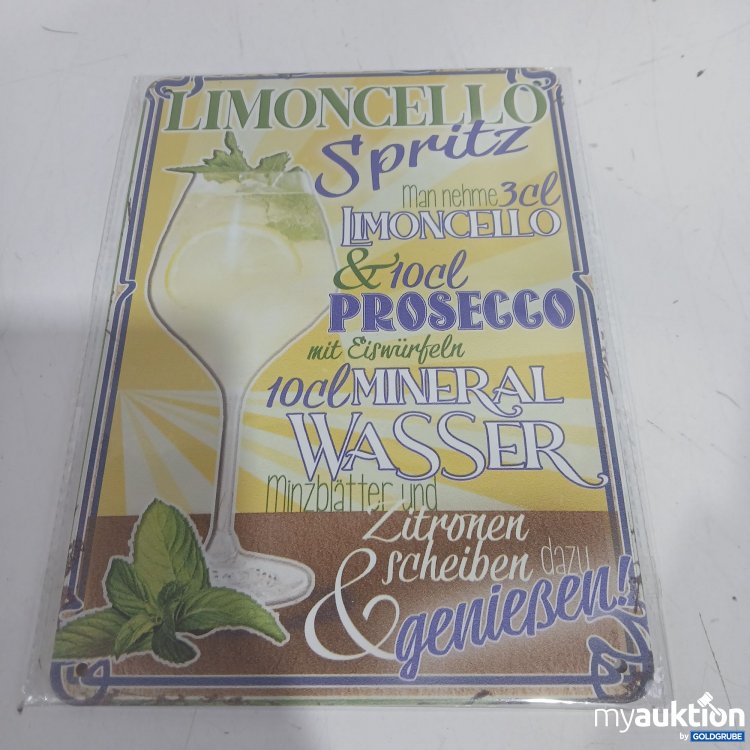 LIMONCELLO
Spritz
Man nehme 3cl
LIMONCELLO
& 10cl
PROSECCO
mit Eiswürfeln
10cl MINERAL
WASSER
Minzblätter und
Zitronen
scheiben dazu
& genießen!
myauktion
by GOLDGRUBE